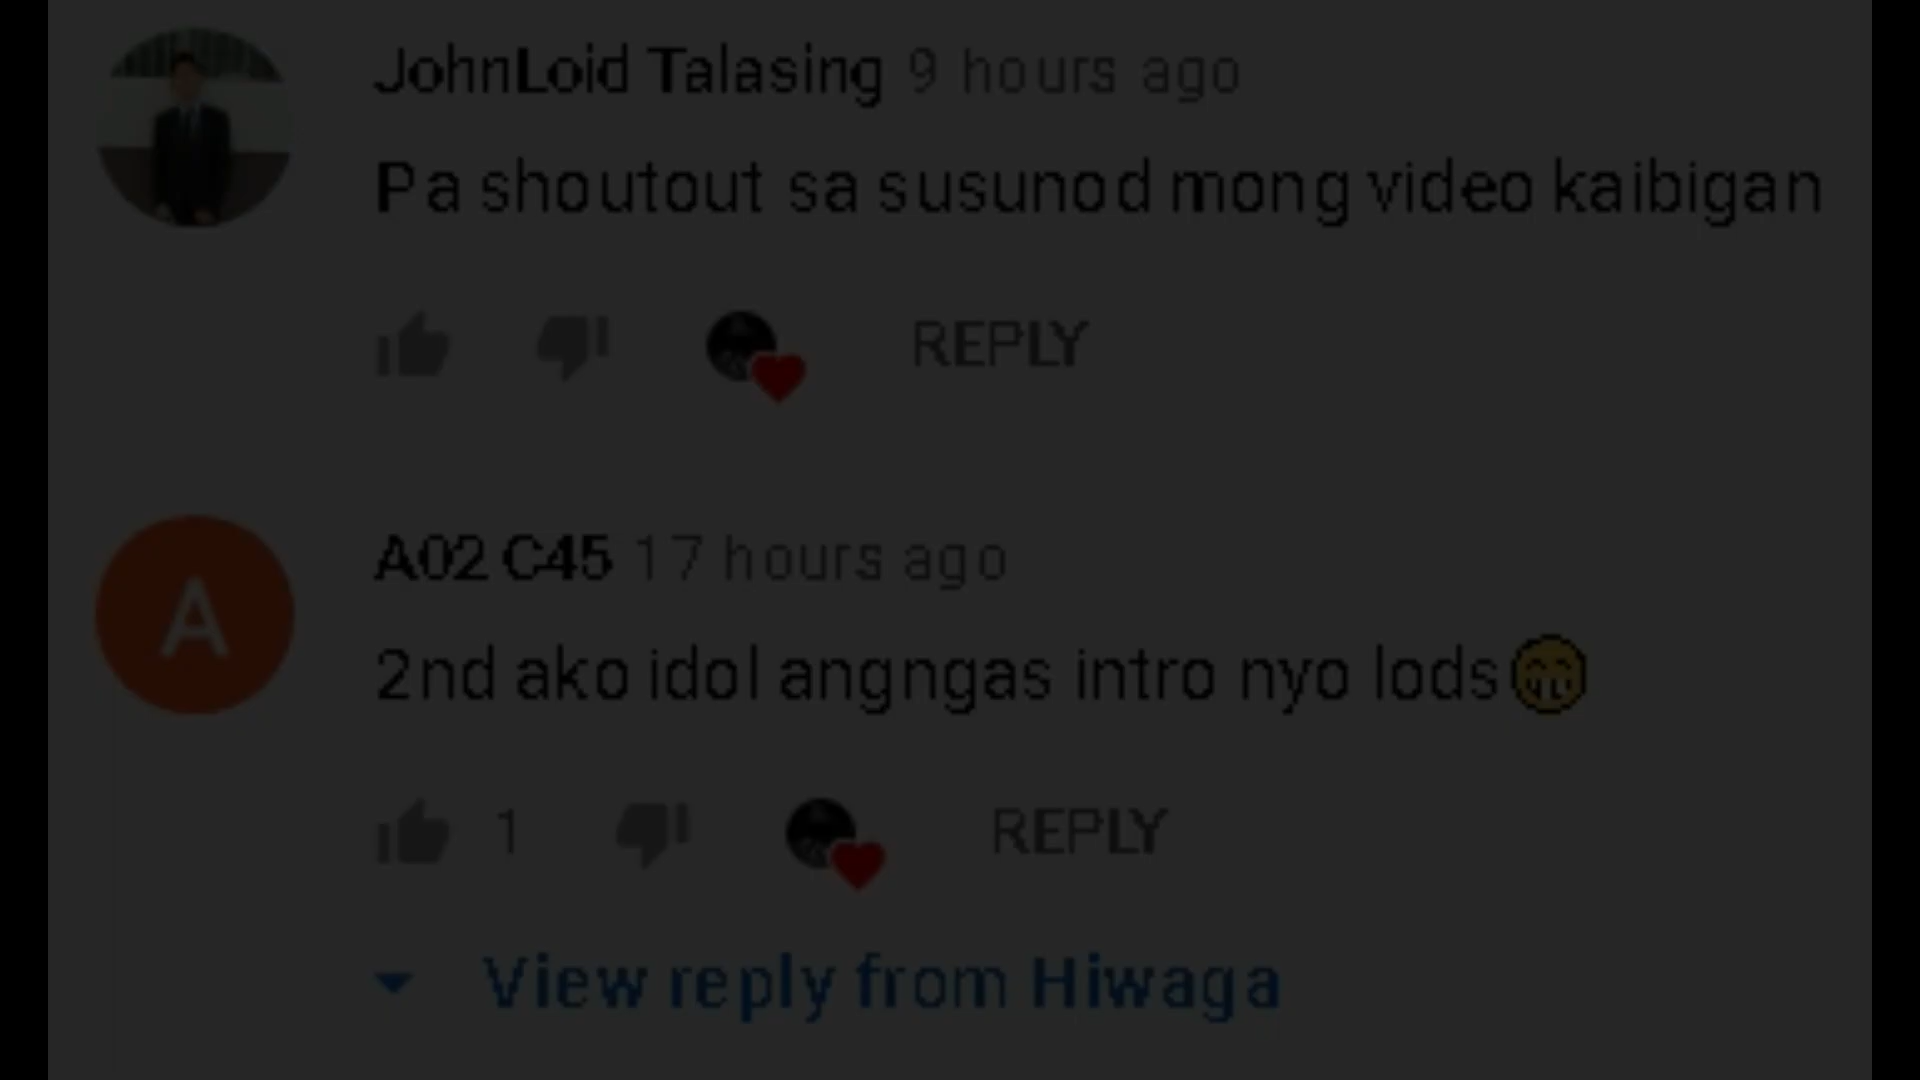 JohnLoid Talasing 9 hours ago
Pa shoutout sa susunod mong video kaibigan
REPLY
A
A02 C45 17 hours ago
2nd ako idol angngas intro nyo lods😁
1 REPLY
View reply from Hiwaga